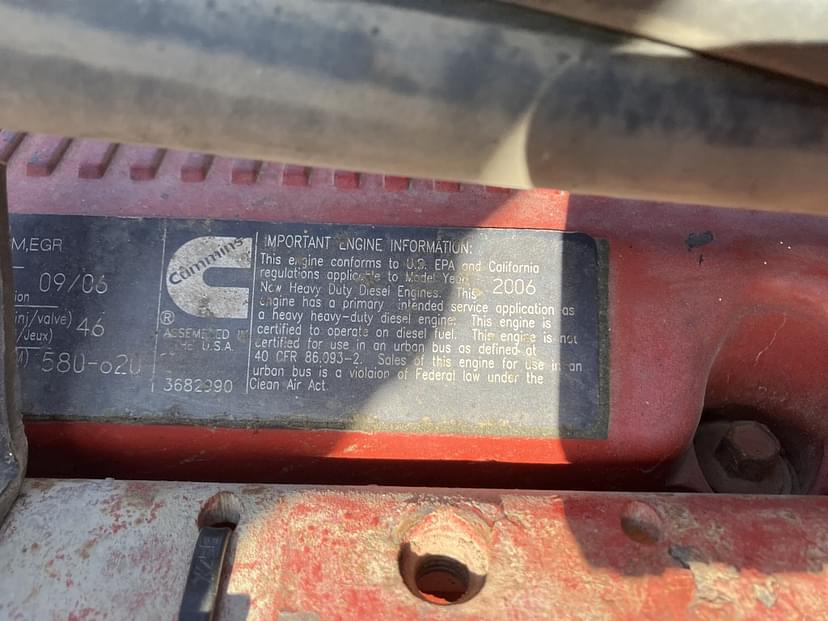 M,EGR
09/06
ion
inj/valve) 46
/Jeux)
580-620
Cummins
®
ASSEMBLED IN
THE U.S.A.
3682990
IMPORTANT ENGINE INFORMATION:
This engine conforms to U.S. EPA and California
regulations applicable to Model Year 2006
New Heavy Duty Diesel Engines. This
engine has a primary intended service application as
a heavy heavy-duty diesel engine. This engine is
certified to operate on diesel fuel. This engine is not
certified for use in an urban bus as defined at
40 CFR 86.093-2. Sales of this engine for use in an
urban bus is a violaion of Federal law under the
Clean Air Act.